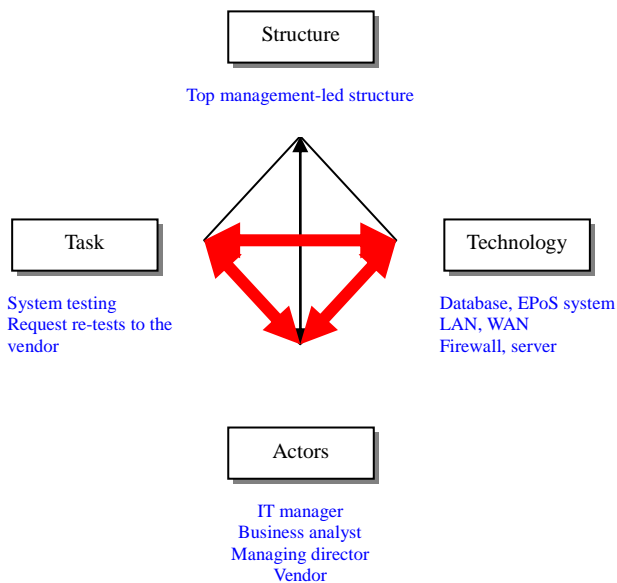 Structure
Top management-led structure
Task
System testing
Request re-tests to the
vendor
Technology
Database, EPoS system
LAN, WAN
Firewall, server
Actors
IT manager
Business analyst
Managing director
Vendor